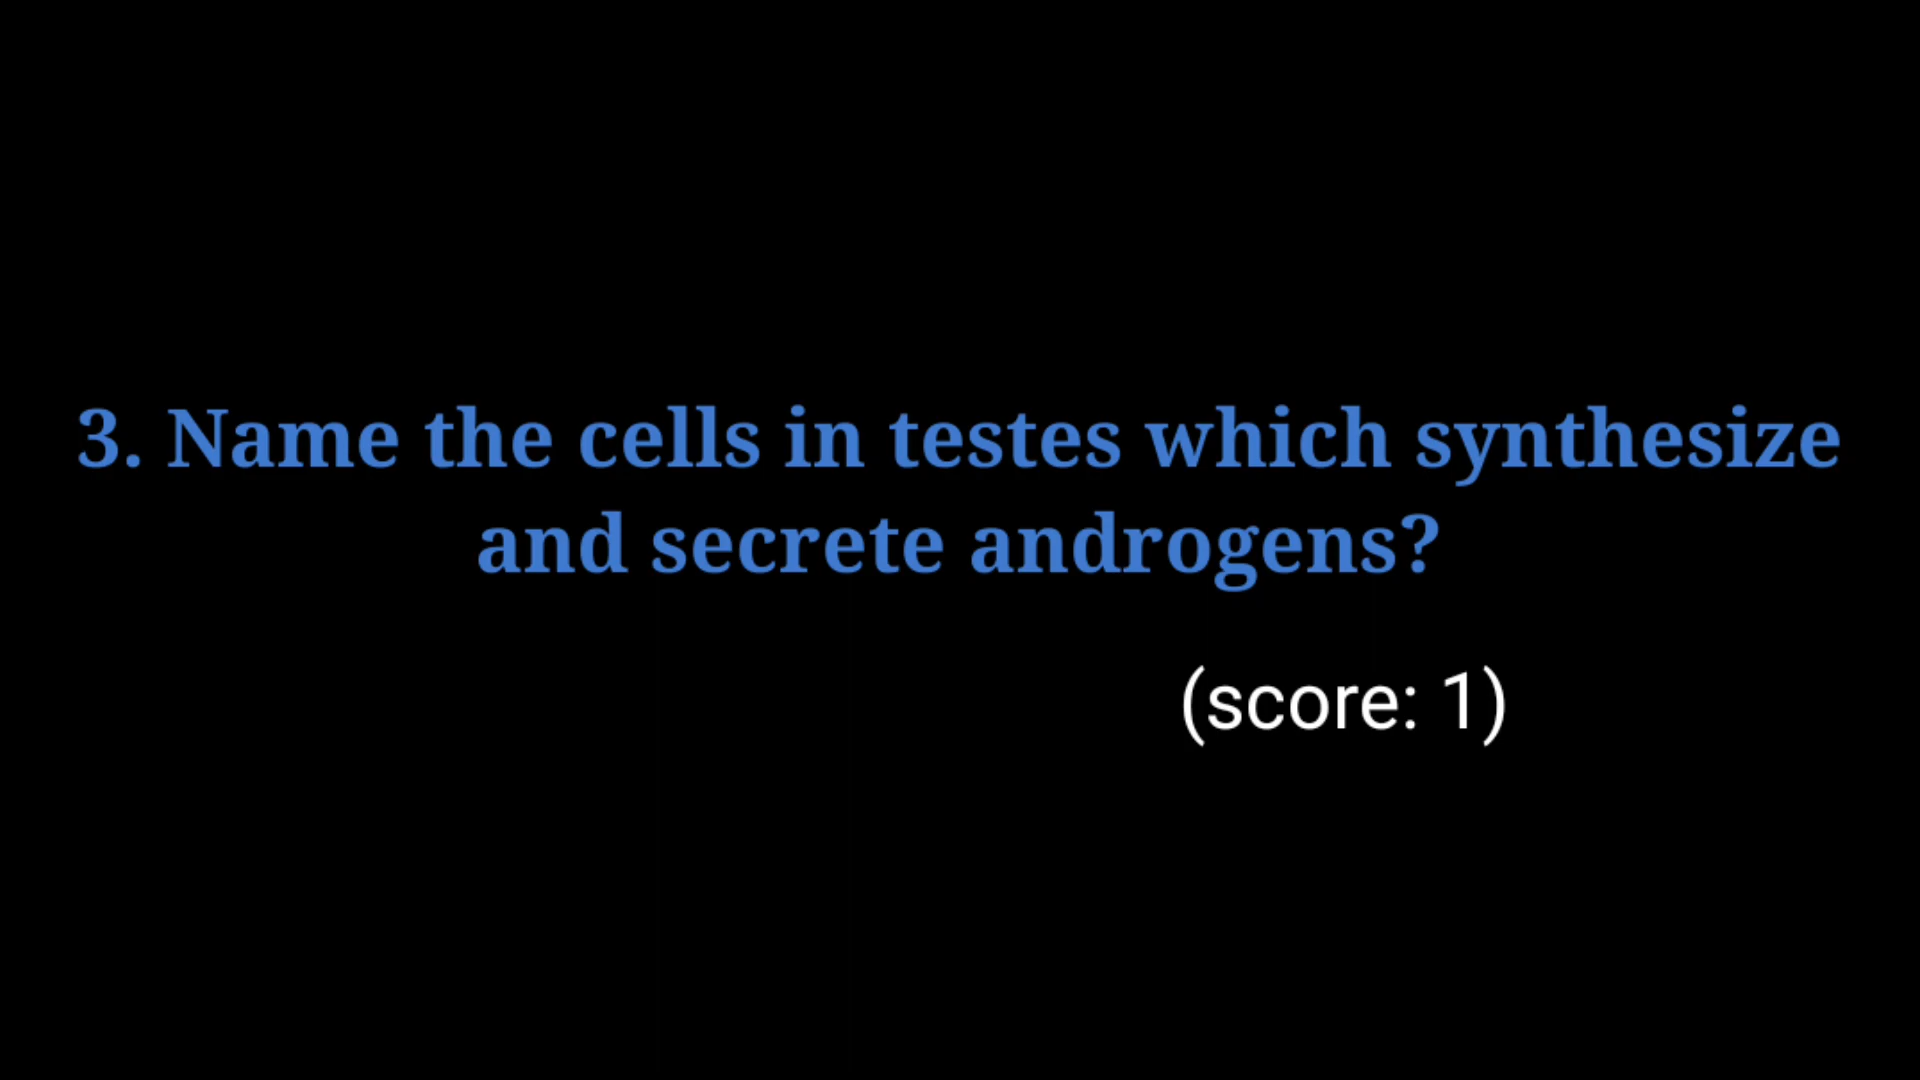 3. Name the cells in testes which synthesize
and secrete androgens?
(score: 1)